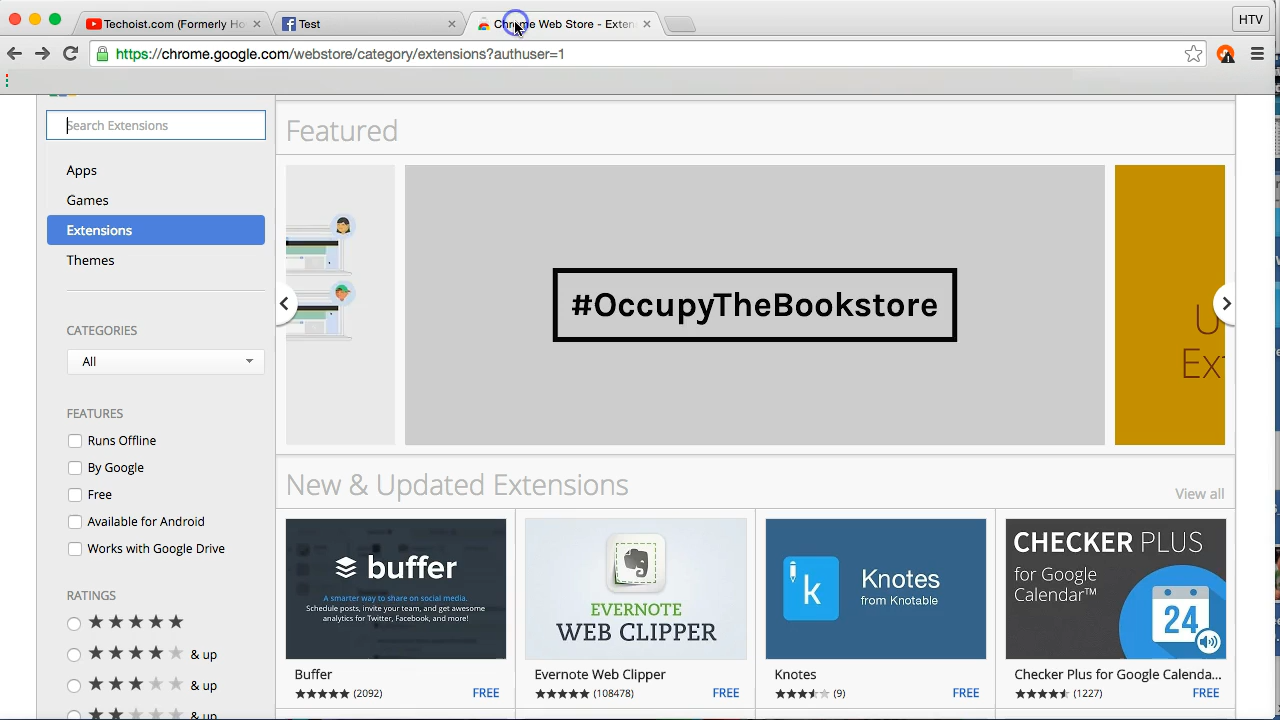 Techoist.com (Formerly Ho
Test
Chrome Web Store - Exten
HTV
https://chrome.google.com/webstore/category/extensions?authuser=1
Search Extensions
Apps
Games
Extensions
Themes
CATEGORIES
All
FEATURES
Runs Offline
By Google
Free
Available for Android
Works with Google Drive
RATINGS
& up
& up
& up
Featured
#OccupyTheBookstore
U
Ext
New & Updated Extensions
View all
buffer
A smarter way to share on social media.
Schedule posts, invite your team, and get awesome
analytics for Twitter, Facebook, and more!
Buffer
(2092)
FREE
EVERNOTE
WEB CLIPPER
Evernote Web Clipper
(108478)
FREE
k
Knotes
from Knotable
Knotes
(9)
FREE
CHECKER PLUS
for Google
Calendar™
24
Checker Plus for Google Calenda...
(1227)
FREE